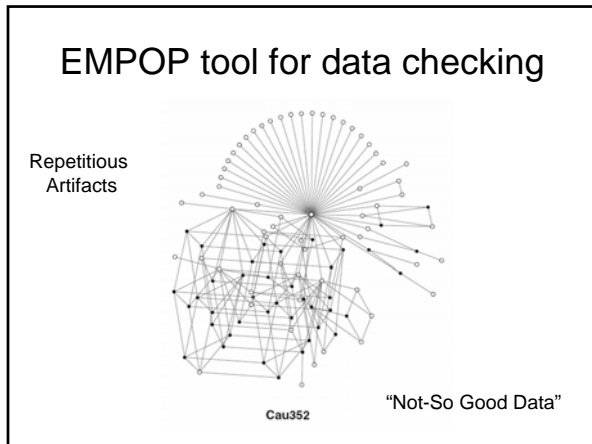 EMPOP tool for data checking
Repetitious
Artifacts
Cau352
“Not-So Good Data”